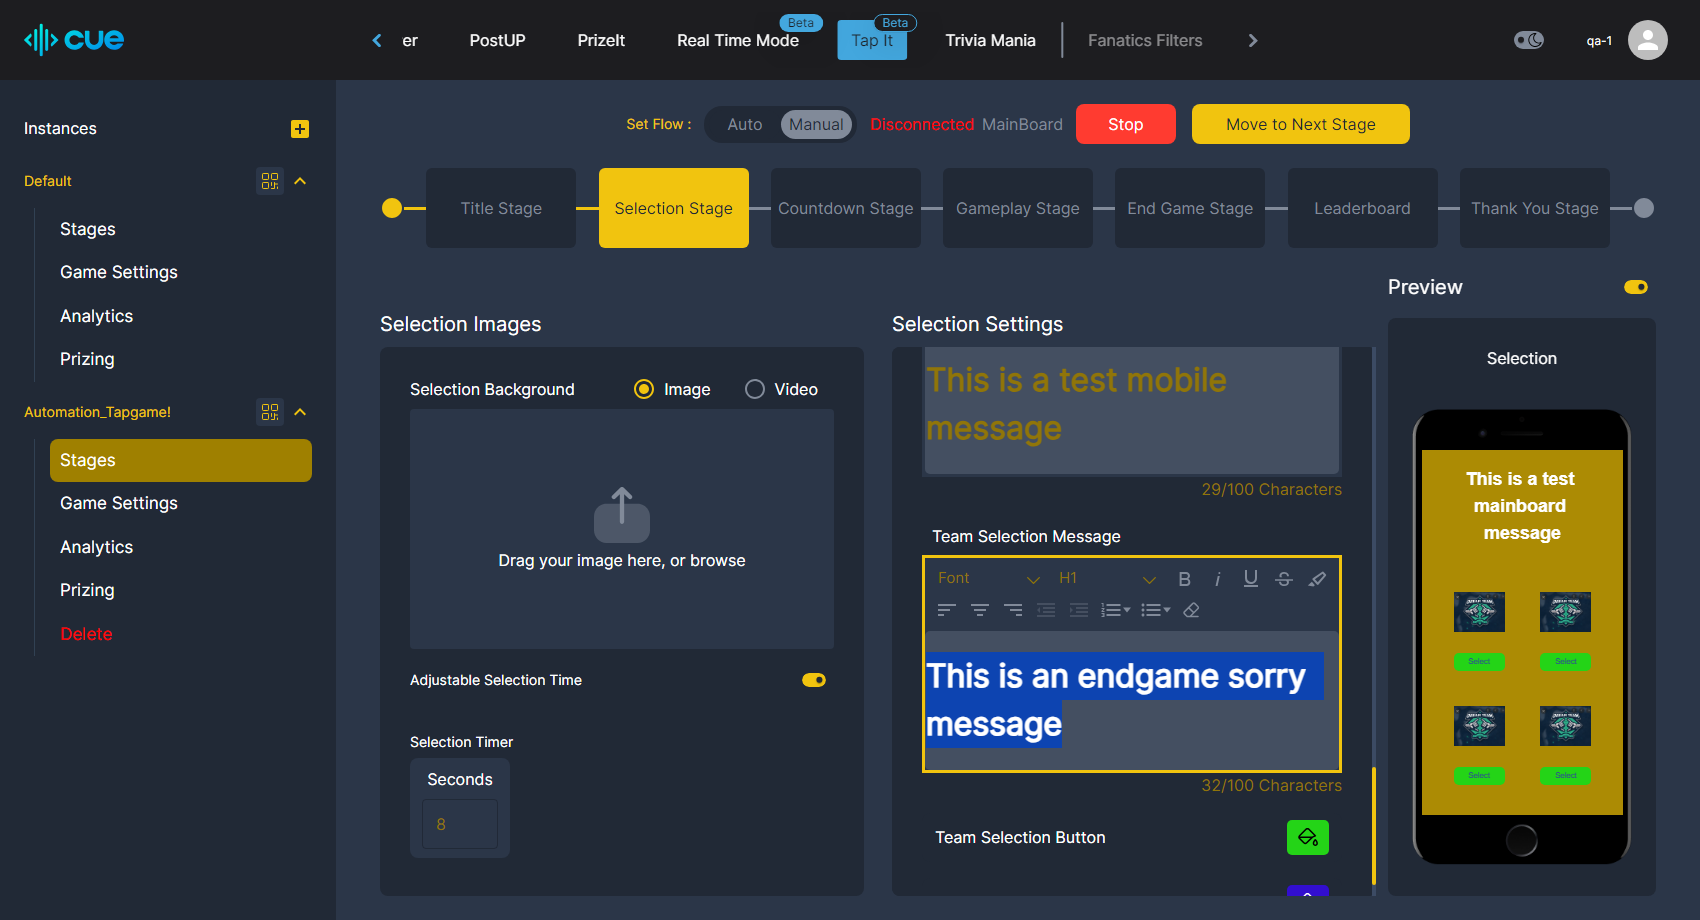 cue
er
PostUP
PrizeIt
Real Time Mode
Beta
Tap It
Beta
Trivia Mania
Fanatics Filters
qa-1
Instances
Default
Stages
Game Settings
Analytics
Prizing
Automation_Tapgame!
Stages
Game Settings
Analytics
Prizing
Delete
Set Flow :
Auto
Manual
Disconnected MainBoard
Stop
Move to Next Stage
Title Stage
Selection Stage
Countdown Stage
Gameplay Stage
End Game Stage
Leaderboard
Thank You Stage
Selection Images
Selection Background
Image
Video
Drag your image here, or browse
Adjustable Selection Time
Selection Timer
Seconds
8
Selection Settings
This is a test mobile
message
29/100 Characters
Team Selection Message
Font
H1
B
i
U
S
This is an endgame sorry
message
32/100 Characters
Team Selection Button
Preview
Selection
This is a test
mainboard
message
Select
Select
Select
Select